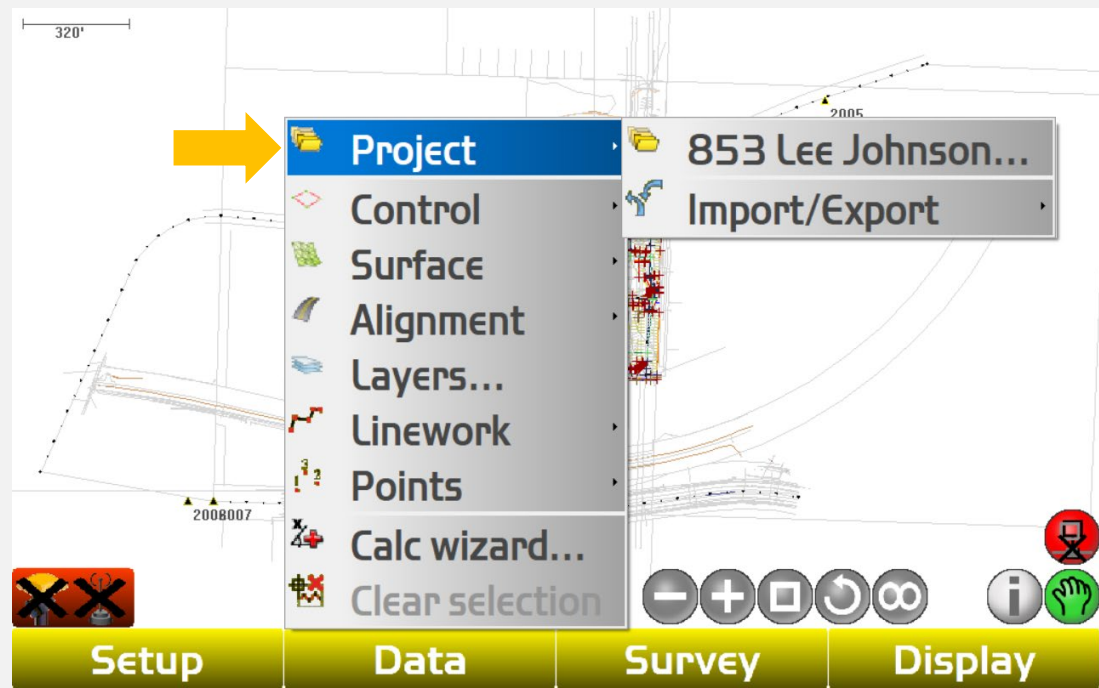 320'
2005
Project
853 Lee Johnson...
Control
Import/Export
Surface
Alignment
Layers...
Linework
Points
2008007
Calc wizard...
Clear selection
Setup
Data
Survey
Display